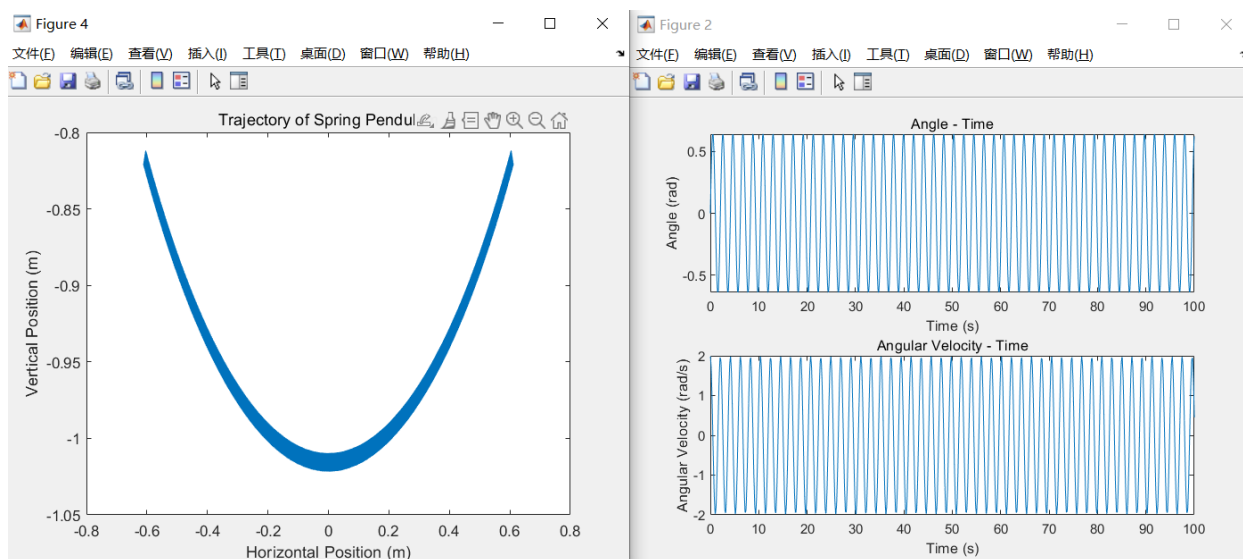 Figure 4
文件(F) 编辑(E) 查看(V) 插入(I) 工具(T) 桌面(D) 窗口(W) 帮助(H)
Trajectory of Spring Pendul
-0.8
-0.85
-0.9
-0.95
-1
-1.05
Vertical Position (m)
-0.8 -0.6 -0.4 -0.2 0 0.2 0.4 0.6 0.8
Horizontal Position (m)
Figure 2
文件(F) 编辑(E) 查看(V) 插入(I) 工具(T) 桌面(D) 窗口(W) 帮助(H)
Angle - Time
0.5
0
-0.5
Angle (rad)
0 10 20 30 40 50 60 70 80 90 100
Time (s)
Angular Velocity - Time
2
1
0
-1
-2
Angular Velocity (rad/s)
0 10 20 30 40 50 60 70 80 90 100
Time (s)